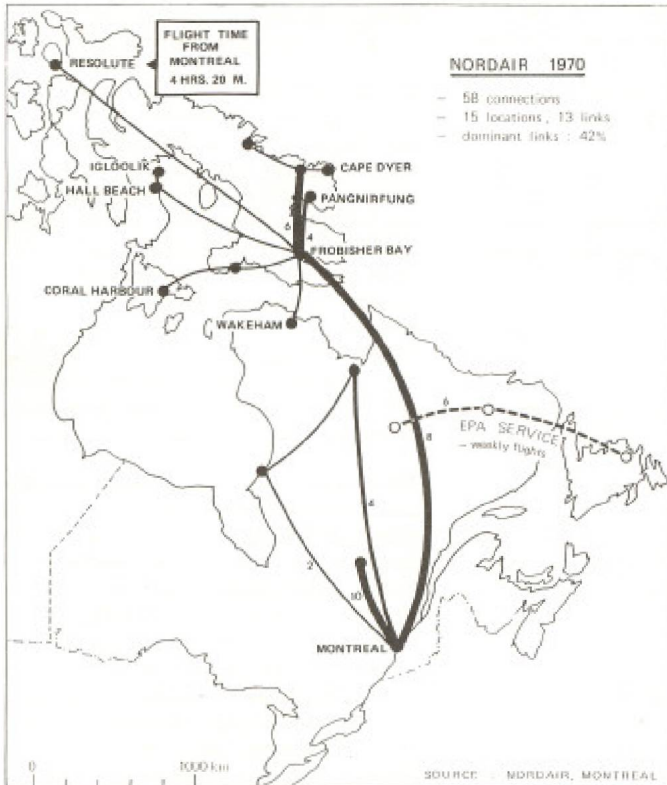 FLIGHT TIME
FROM
MONTREAL
4 HRS. 20 M.
RESOLUTE
NORDAIR 1970
- 58 connections
- 15 locations, 13 links
- dominant links : 42%
IGLOOLIK
CAPE DYER
HALL BEACH
PANGNIRFUNG
6
4
FROBISHER BAY
CORAL HARBOUR
WAKEHAM
6
EPA SERVICE
- weekly flights
8
4
2
10
MONTREAL
0
1000 km
SOURCE : NORDAIR, MONTREAL